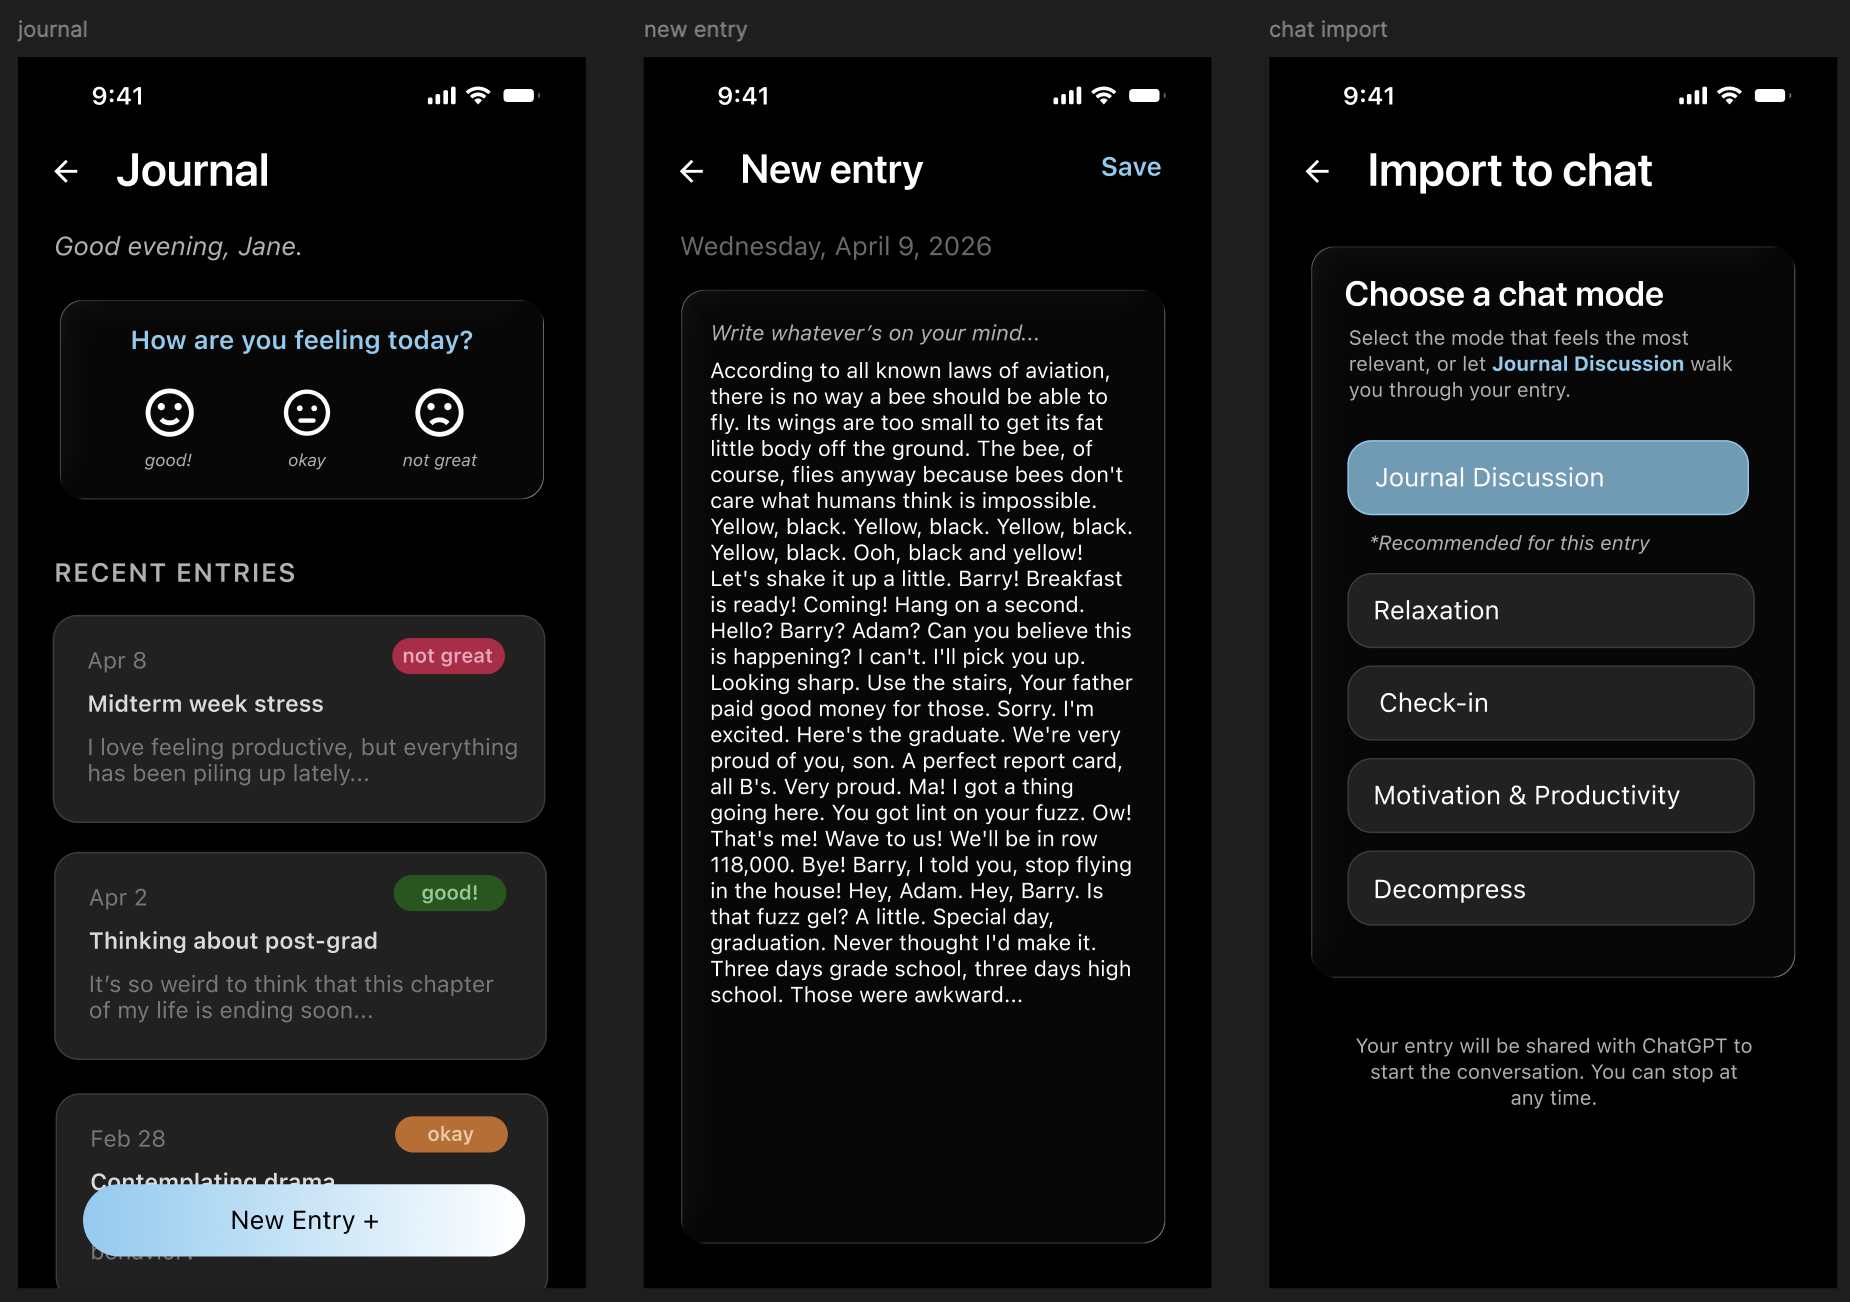 journal
9:41
Journal
Good evening, Jane.
How are you feeling today?
good!
okay
not great
RECENT ENTRIES
Apr 8
not great
Midterm week stress
I love feeling productive, but everything
has been piling up lately...
Apr 2
good!
Thinking about post-grad
It’s so weird to think that this chapter
of my life is ending soon...
Feb 28
okay
Contemplating drama
New Entry +
new entry
9:41
New entry
Save
Wednesday, April 9, 2026
Write whatever’s on your mind...
According to all known laws of aviation,
there is no way a bee should be able to
fly. Its wings are too small to get its fat
little body off the ground. The bee, of
course, flies anyway because bees don't
care what humans think is impossible.
Yellow, black. Yellow, black. Yellow, black.
Yellow, black. Ooh, black and yellow!
Let's shake it up a little. Barry! Breakfast
is ready! Coming! Hang on a second.
Hello? Barry? Adam? Can you believe this
is happening? I can't. I'll pick you up.
Looking sharp. Use the stairs, Your father
paid good money for those. Sorry. I'm
excited. Here's the graduate. We're very
proud of you, son. A perfect report card,
all B's. Very proud. Ma! I got a thing
going here. You got lint on your fuzz. Ow!
That's me! Wave to us! We'll be in row
118,000. Bye! Barry, I told you, stop flying
in the house! Hey, Adam. Hey, Barry. Is
that fuzz gel? A little. Special day,
graduation. Never thought I'd make it.
Three days grade school, three days high
school. Those were awkward...
chat import
9:41
Import to chat
Choose a chat mode
Select the mode that feels the most
relevant, or let Journal Discussion walk
you through your entry.
Journal Discussion
*Recommended for this entry
Relaxation
Check-in
Motivation & Productivity
Decompress
Your entry will be shared with ChatGPT to
start the conversation. You can stop at
any time.